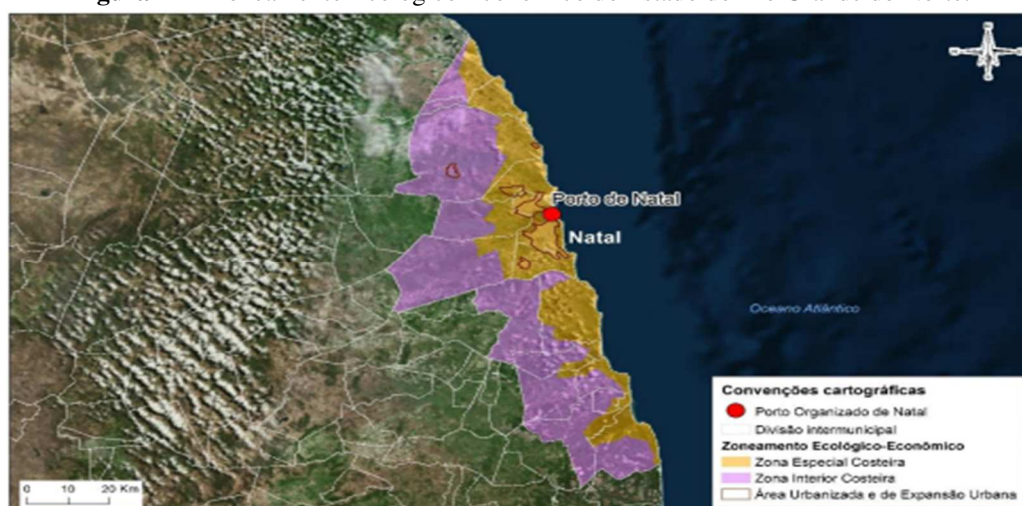 Porto de Natal
Natal
Oceano Atlântico
Convenções cartográficas
Porto Organizado de Natal
Divisão intermunicipal
Zoneamento Ecológico-Econômico
Zona Especial Costeira
Zona Interior Costeira
Área Urbanizada e de Expansão Urbana
0 10 20 Km